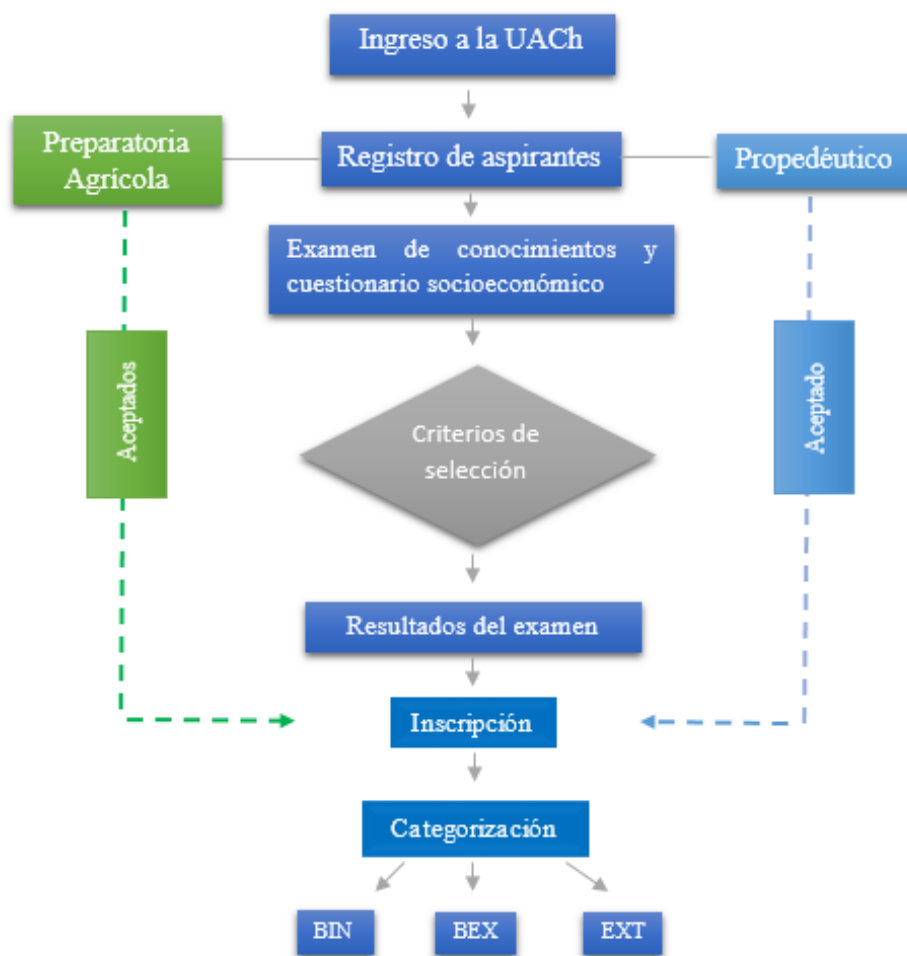 Ingreso a la UACh
Preparatoria
Agrícola
Registro de aspirantes
Propedéutico
Examen de conocimientos y
cuestionario socioeconómico
Aceptados
Criterios de
selección
Aceptado
Resultados del examen
Inscripción
Categorización
BIN
BEX
EXT